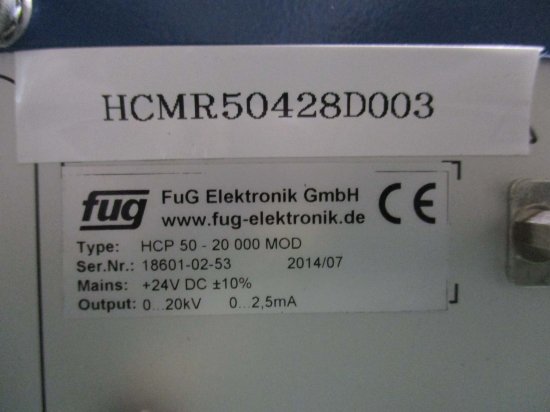 HCMR50428D003
fug
FuG Elektronik GmbH
www.fug-elektronik.de
CE
Type: HCP 50 - 20 000 MOD
Ser.Nr.: 18601-02-53 2014/07
Mains: +24V DC ±10%
Output: 0...20kV 0...2,5mA